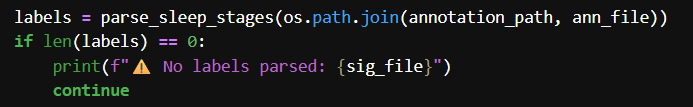 labels = parse_sleep_stages(os.path.join(annotation_path, ann_file))
if len(labels) == 0:
    print(f"⚠️ No labels parsed: {sig_file}")
    continue